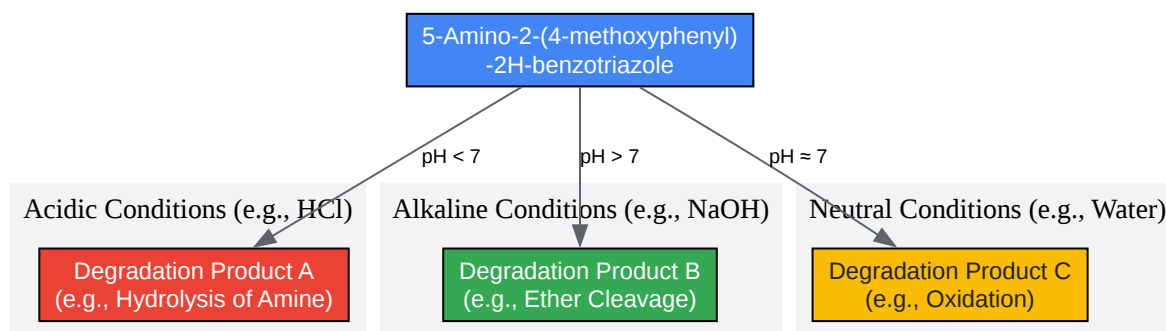 5-Amino-2-(4-methoxyphenyl)
-2H-benzotriazole
pH < 7
pH > 7
pH ≈ 7
Acidic Conditions (e.g., HCl)
Alkaline Conditions (e.g., NaOH)
Neutral Conditions (e.g., Water)
Degradation Product A
(e.g., Hydrolysis of Amine)
Degradation Product B
(e.g., Ether Cleavage)
Degradation Product C
(e.g., Oxidation)